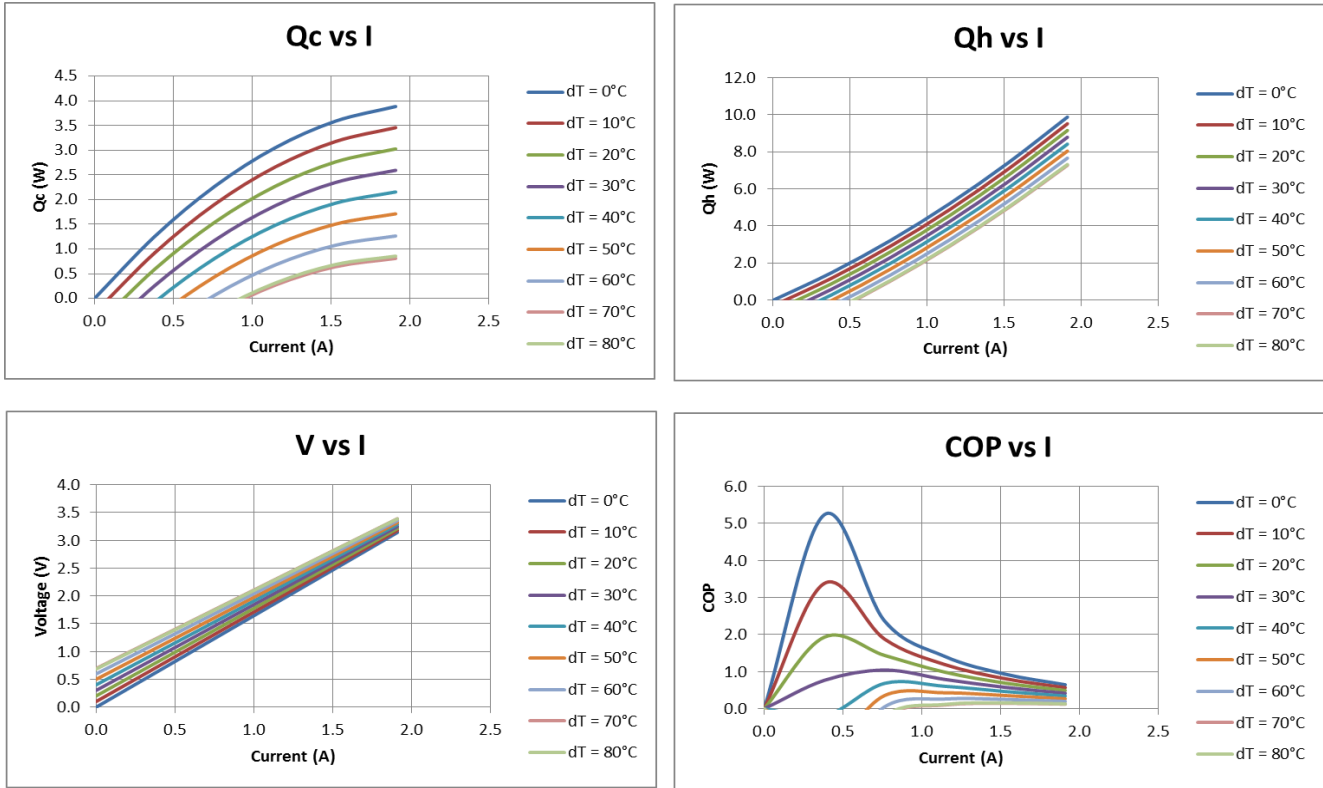 Qc vs I
Qc (W)
4.5
4.0
3.5
3.0
2.5
2.0
1.5
1.0
0.5
0.0
0.0 0.5 1.0 1.5 2.0 2.5
Current (A)
dT = 0°C
dT = 10°C
dT = 20°C
dT = 30°C
dT = 40°C
dT = 50°C
dT = 60°C
dT = 70°C
dT = 80°C
Qh vs I
Qh (W)
12.0
10.0
8.0
6.0
4.0
2.0
0.0
0.0 0.5 1.0 1.5 2.0 2.5
Current (A)
dT = 0°C
dT = 10°C
dT = 20°C
dT = 30°C
dT = 40°C
dT = 50°C
dT = 60°C
dT = 70°C
dT = 80°C
V vs I
Voltage (V)
4.0
3.5
3.0
2.5
2.0
1.5
1.0
0.5
0.0
0.0 0.5 1.0 1.5 2.0 2.5
Current (A)
dT = 0°C
dT = 10°C
dT = 20°C
dT = 30°C
dT = 40°C
dT = 50°C
dT = 60°C
dT = 70°C
dT = 80°C
COP vs I
COP
6.0
5.0
4.0
3.0
2.0
1.0
0.0
0.0 0.5 1.0 1.5 2.0 2.5
Current (A)
dT = 0°C
dT = 10°C
dT = 20°C
dT = 30°C
dT = 40°C
dT = 50°C
dT = 60°C
dT = 70°C
dT = 80°C